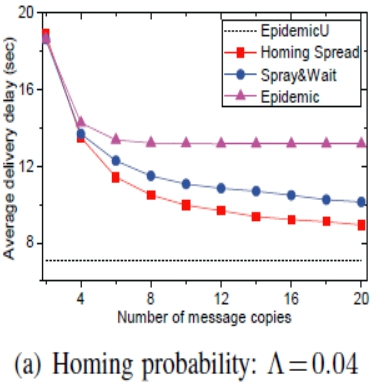 20
16
12
8
4
8
12
16
20
Average delivery delay (sec)
Number of message copies
EpidemicU
Homing Spread
Spray&Wait
Epidemic
(a) Homing probability: Λ=0.04